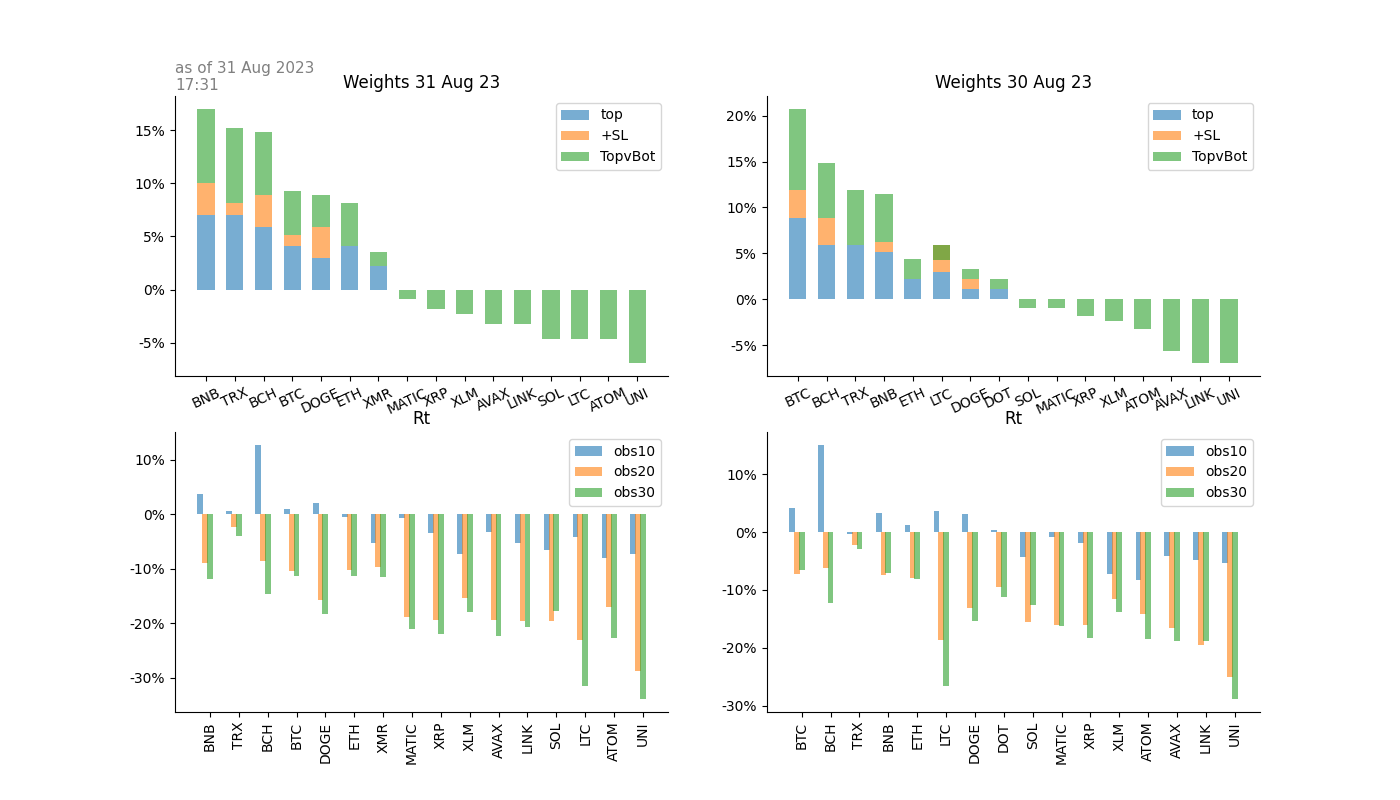 as of 31 Aug 2023
17:31
Weights 31 Aug 23
top
+SL
TopvBot
15%
10%
5%
0%
-5%
BNB TRX BCH BTC DOGE ETH XMR MATIC XRP XLM AVAX LINK SOL LTC ATOM UNI
Weights 30 Aug 23
top
+SL
TopvBot
20%
15%
10%
5%
0%
-5%
BTC BCH TRX BNB ETH LTC DOGE DOT SOL MATIC XRP XLM ATOM AVAX LINK UNI
Rt
obs10
obs20
obs30
10%
0%
-10%
-20%
-30%
BNB TRX BCH BTC DOGE ETH XMR MATIC XRP XLM AVAX LINK SOL LTC ATOM UNI
Rt
obs10
obs20
obs30
10%
0%
-10%
-20%
-30%
BTC BCH TRX BNB ETH LTC DOGE DOT SOL MATIC XRP XLM ATOM AVAX LINK UNI